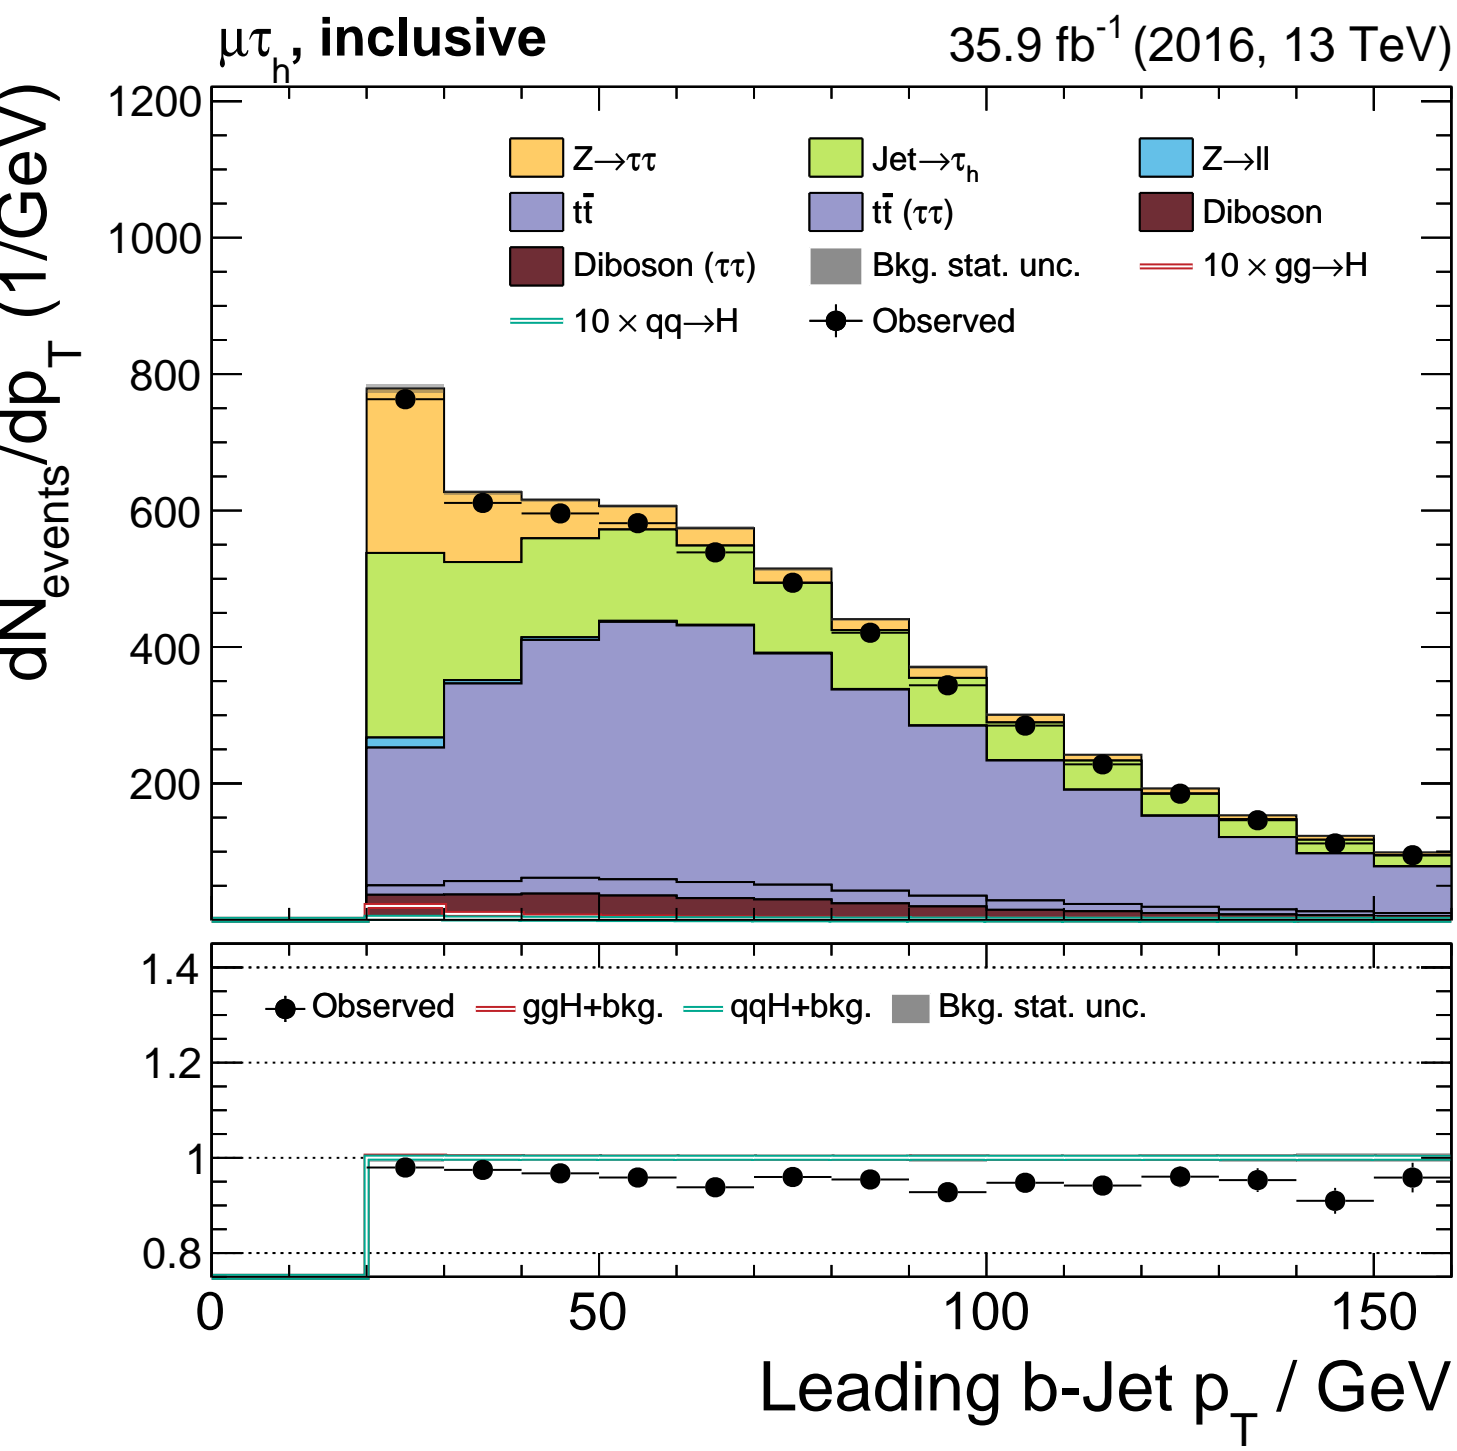 μτh, inclusive 35.9 fb-1 (2016, 13 TeV)
dNevents/dpT (1/GeV)
1200
1000
800
600
400
200
Z→ττ Jet→τh Z→ll
tt̄ tt̄ (ττ) Diboson
Diboson (ττ) Bkg. stat. unc. 10 × gg→H
10 × qq→H Observed
1.4
1.2
1
0.8
Observed ggH+bkg. qqH+bkg. Bkg. stat. unc.
0 50 100 150
Leading b-Jet pT / GeV